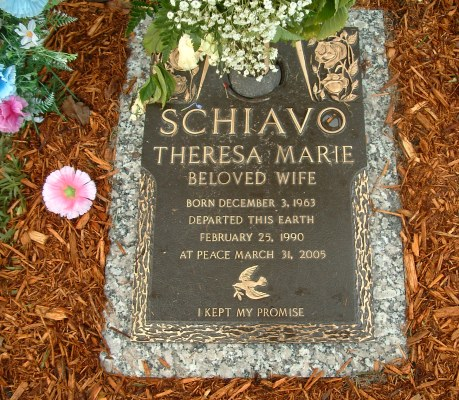 SCHIAVO
THERESA MARIE
BELOVED WIFE
BORN DECEMBER 3, 1963
DEPARTED THIS EARTH
FEBRUARY 25, 1990
AT PEACE MARCH 31, 2005
I KEPT MY PROMISE